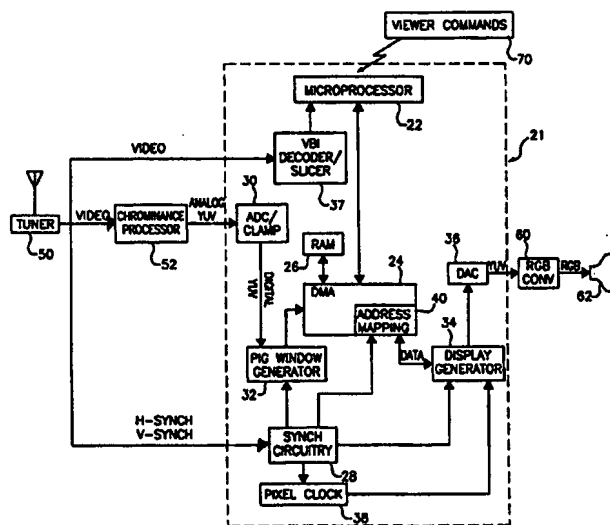 VIEWER COMMANDS
70
MICROPROCESSOR
22
21
VIDEO
VBI
DECODER/
SLICER
37
30
ADC/
CLAMP
ANALOG
YUV
VIDEO
CHROMINANCE
PROCESSOR
52
TUNER
50
RAM
26
24
DMA
40
ADDRESS
MAPPING
36
DAC
YUV
60
RGB
CONV
RGB
62
DIGITAL
YUV
34
DATA
DISPLAY
GENERATOR
PIG WINDOW
GENERATOR
32
H-SYNCH
V-SYNCH
SYNCH
CIRCUITRY
28
PIXEL CLOCK
38